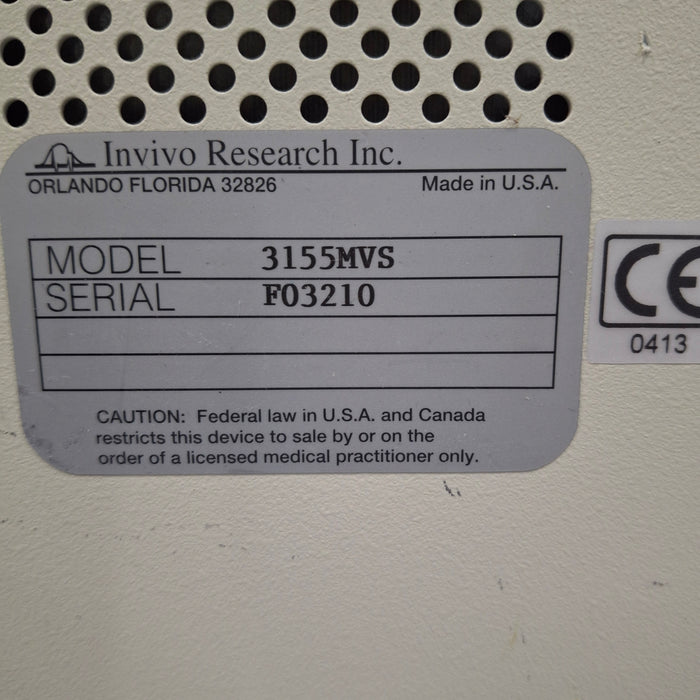 Invivo Research Inc.
ORLANDO FLORIDA 32826 Made in U.S.A.
MODEL 3155MVS
SERIAL F03210
CE
0413
CAUTION: Federal law in U.S.A. and Canada
restricts this device to sale by or on the
order of a licensed medical practitioner only.